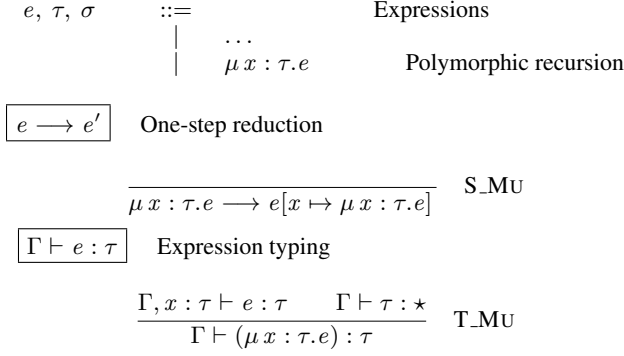 e, τ, σ ::= Expressions
| ...
| μ x : τ.e Polymorphic recursion
e ⟶ e′ One-step reduction
μ x : τ.e ⟶ e[x ↦ μ x : τ.e] S_MU
Γ ⊢ e : τ Expression typing
Γ, x : τ ⊢ e : τ Γ ⊢ τ : ⋆
Γ ⊢ (μ x : τ.e) : τ T_MU